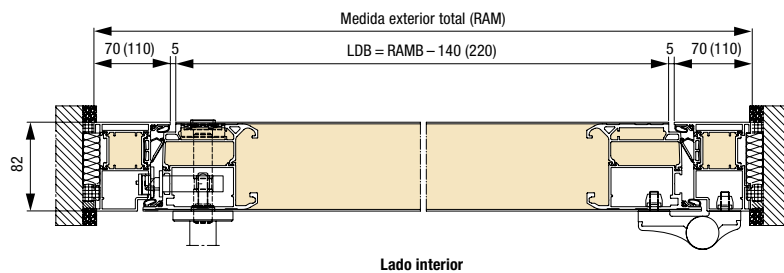 Medida exterior total (RAM)
70 (110)
5
LDB = RAMB – 140 (220)
5
70 (110)
82
Lado interior